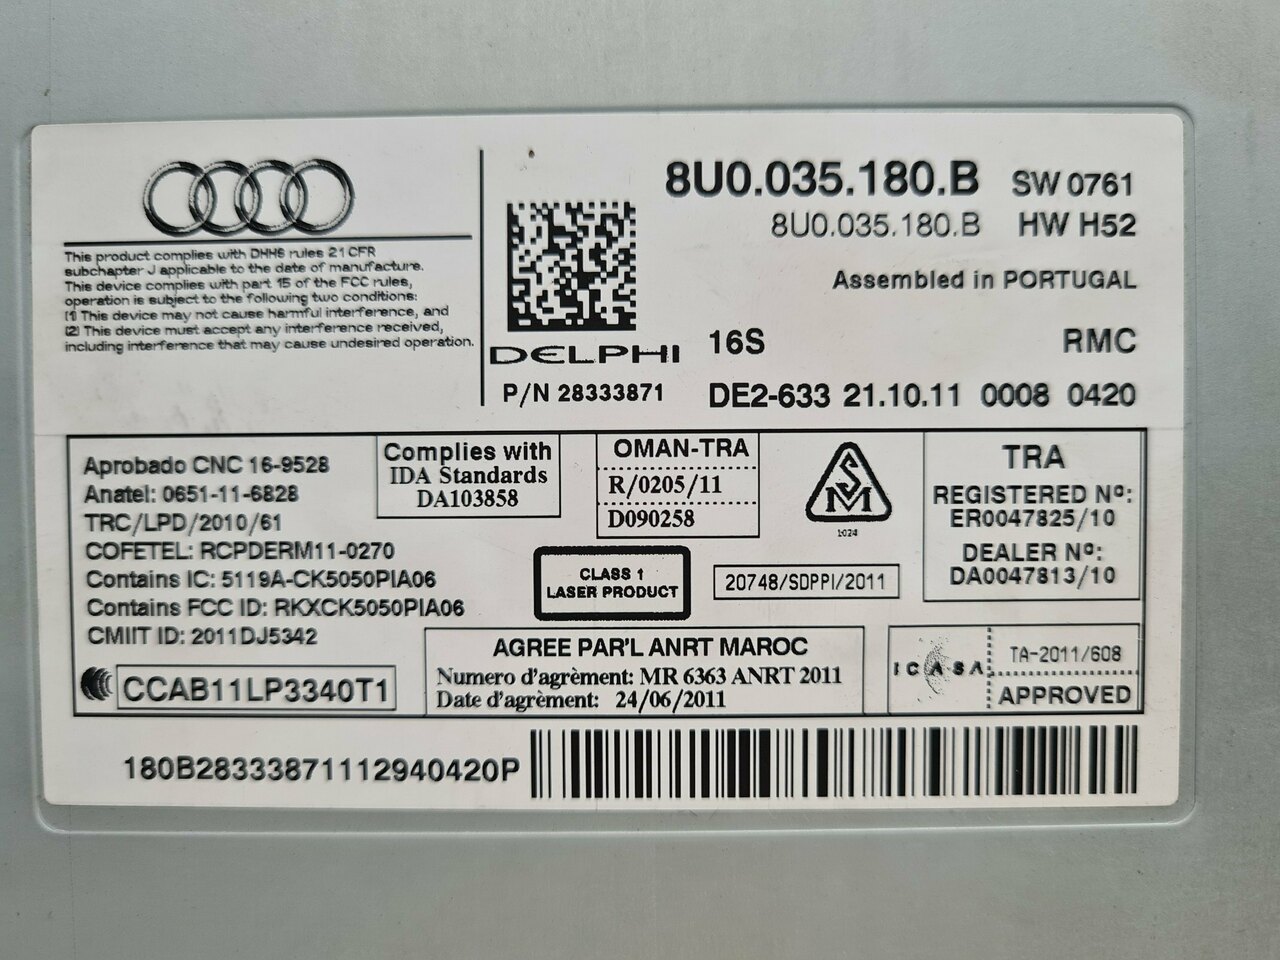 This product complies with DHHS rules 21 CFR
subchapter J applicable to the date of manufacture.
This device complies with part 15 of the FCC rules,
operation is subject to the following two conditions:
(1) This device may not cause harmful interference, and
(2) This device must accept any interference received,
including interference that may cause undesired operation.
DELPHI
P/N 28333871
8U0.035.180.B SW 0761
8U0.035.180.B HW H52
Assembled in PORTUGAL
16S RMC
DE2-633 21.10.11 0008 0420
Aprobado CNC 16-9528
Anatel: 0651-11-6828
TRC/LPD/2010/61
COFETEL: RCPDERM11-0270
Contains IC: 5119A-CK5050PIA06
Contains FCC ID: RKXCK5050PIA06
CMIIT ID: 2011DJ5342
CCAB11LP3340T1
Complies with
IDA Standards
DA103858
OMAN-TRA
R/0205/11
D090258
CLASS 1
LASER PRODUCT
SM
1024
20748/SDPPI/2011
TRA
REGISTERED Nº:
ER0047825/10
DEALER Nº:
DA0047813/10
AGREE PAR'L ANRT MAROC
Numero d'agrèment: MR 6363 ANRT 2011
Date d'agrèment: 24/06/2011
ICASA
TA-2011/608
APPROVED
180B28333871112940420P